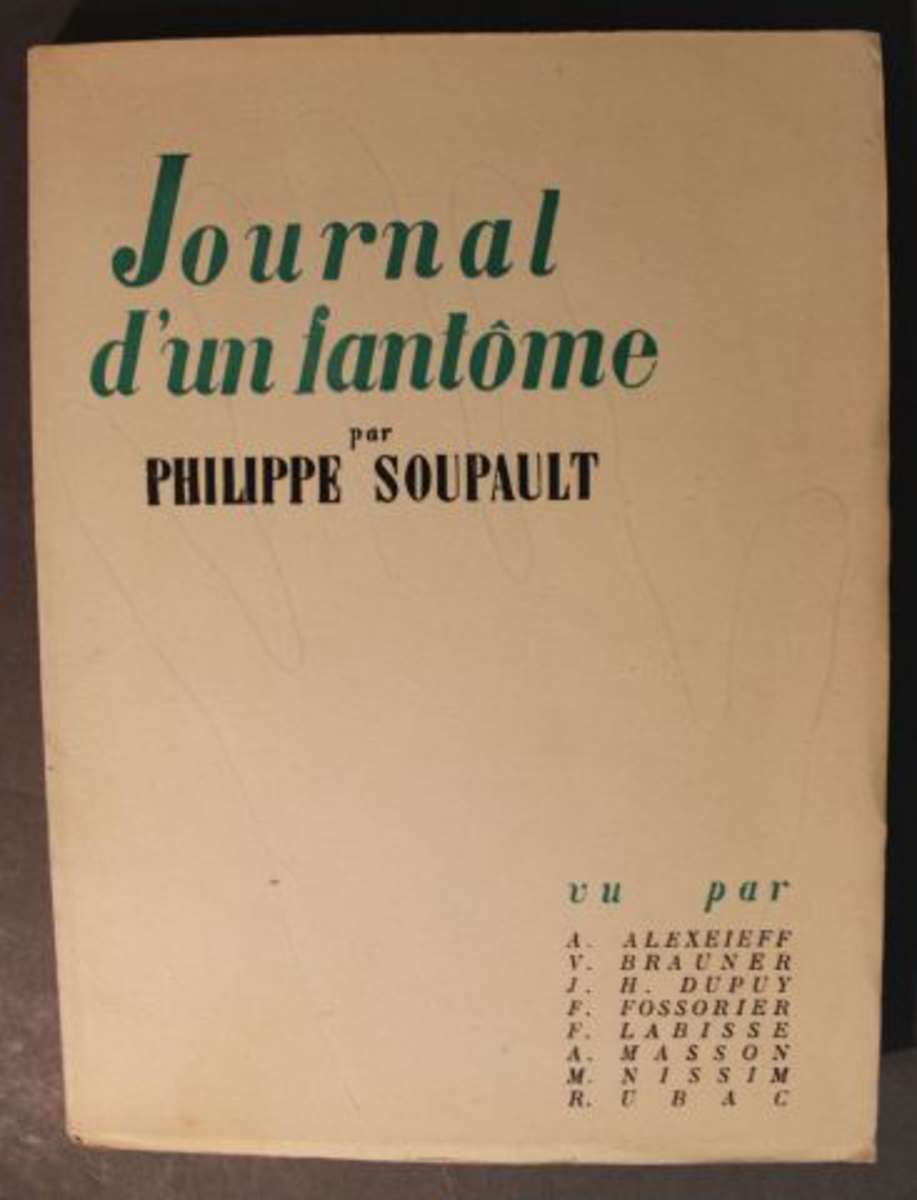 Journal
d'un fantôme
par
PHILIPPE SOUPAULT
vu par
A. ALEXEIEFF
V. BRAUNER
J. H. DUPUY
F. FOSSORIER
F. LABISSE
A. MASSON
M. NISSIM
R. UBAC